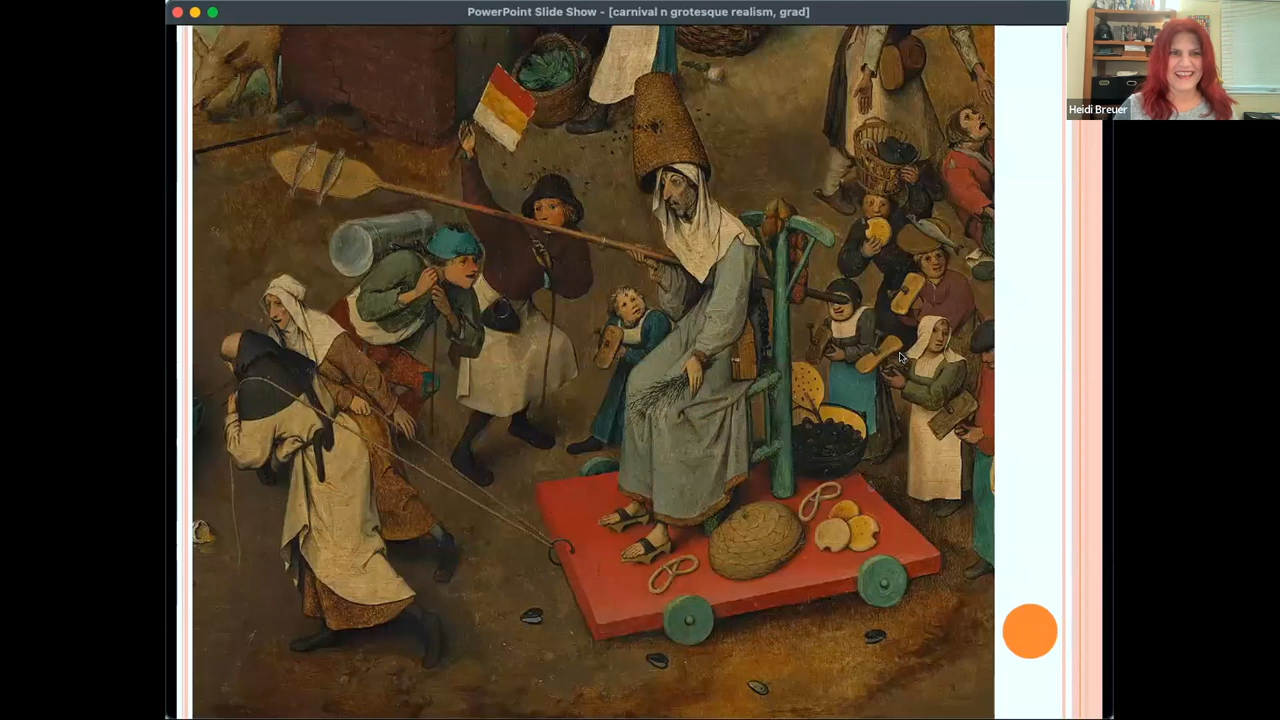 PowerPoint Slide Show - [carnival n grotesque realism, grad]
Heidi Breuer